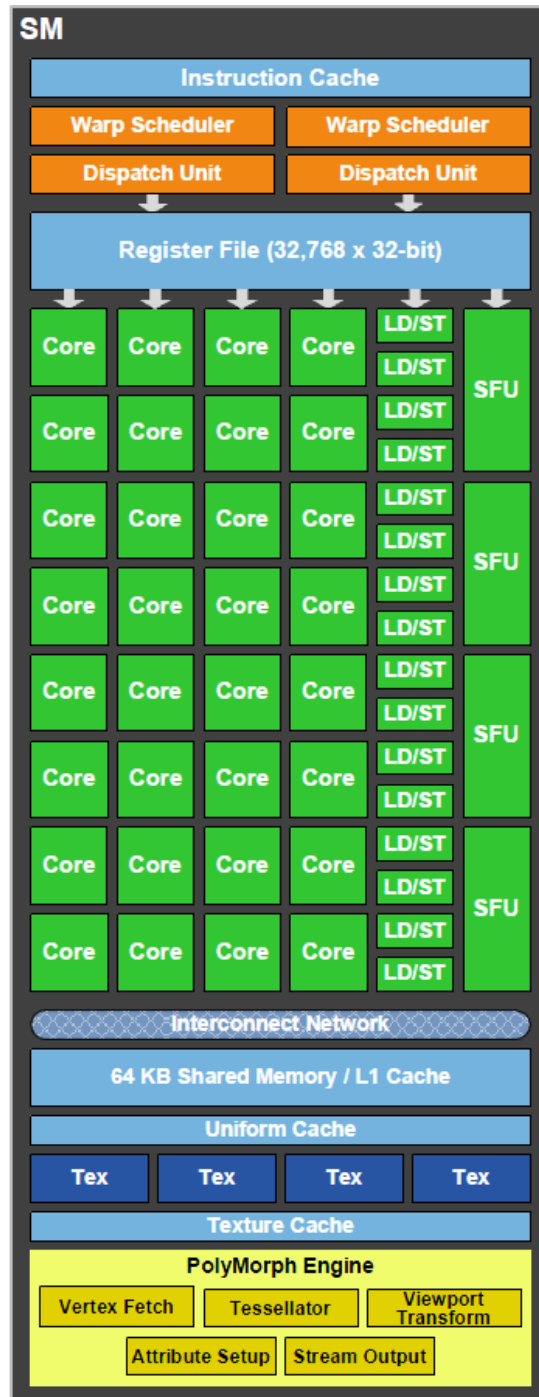 SM
Instruction Cache
Warp Scheduler Warp Scheduler
Dispatch Unit Dispatch Unit
Register File (32,768 x 32-bit)
Core Core Core Core LD/ST SFU
LD/ST
Core Core Core Core LD/ST
LD/ST
Core Core Core Core LD/ST SFU
LD/ST
Core Core Core Core LD/ST
LD/ST
Core Core Core Core LD/ST SFU
LD/ST
Core Core Core Core LD/ST
LD/ST
Core Core Core Core LD/ST SFU
LD/ST
Core Core Core Core LD/ST
LD/ST
Interconnect Network
64 KB Shared Memory / L1 Cache
Uniform Cache
Tex Tex Tex Tex
Texture Cache
PolyMorph Engine
Vertex Fetch Tessellator Viewport
Transform
Attribute Setup Stream Output